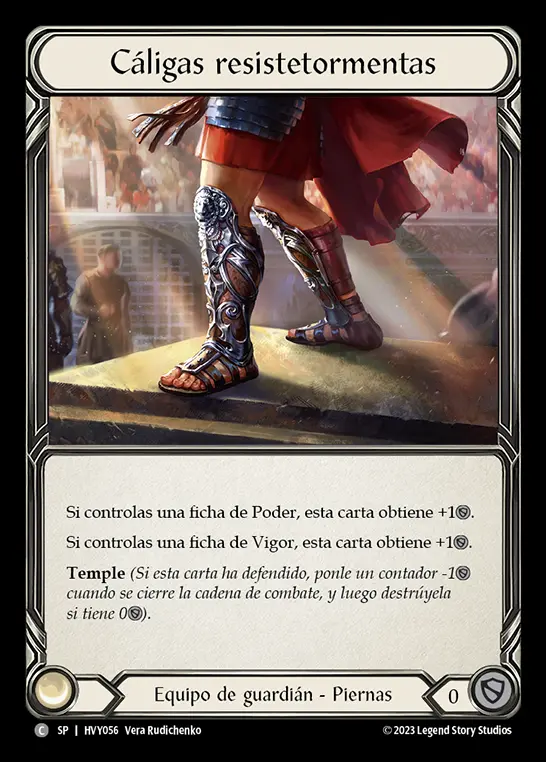 Cáligas resistetormentas
Si controlas una ficha de Poder, esta carta obtiene +1.
Si controlas una ficha de Vigor, esta carta obtiene +1.
Temple (Si esta carta ha defendido, ponle un contador -1
cuando se cierre la cadena de combate, y luego destrúyela
si tiene 0).
Equipo de guardián - Piernas
0
C SP | HVY056 Vera Rudichenko
© 2023 Legend Story Studios